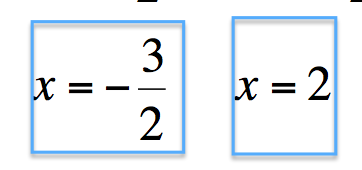 x = -3/2
x = 2